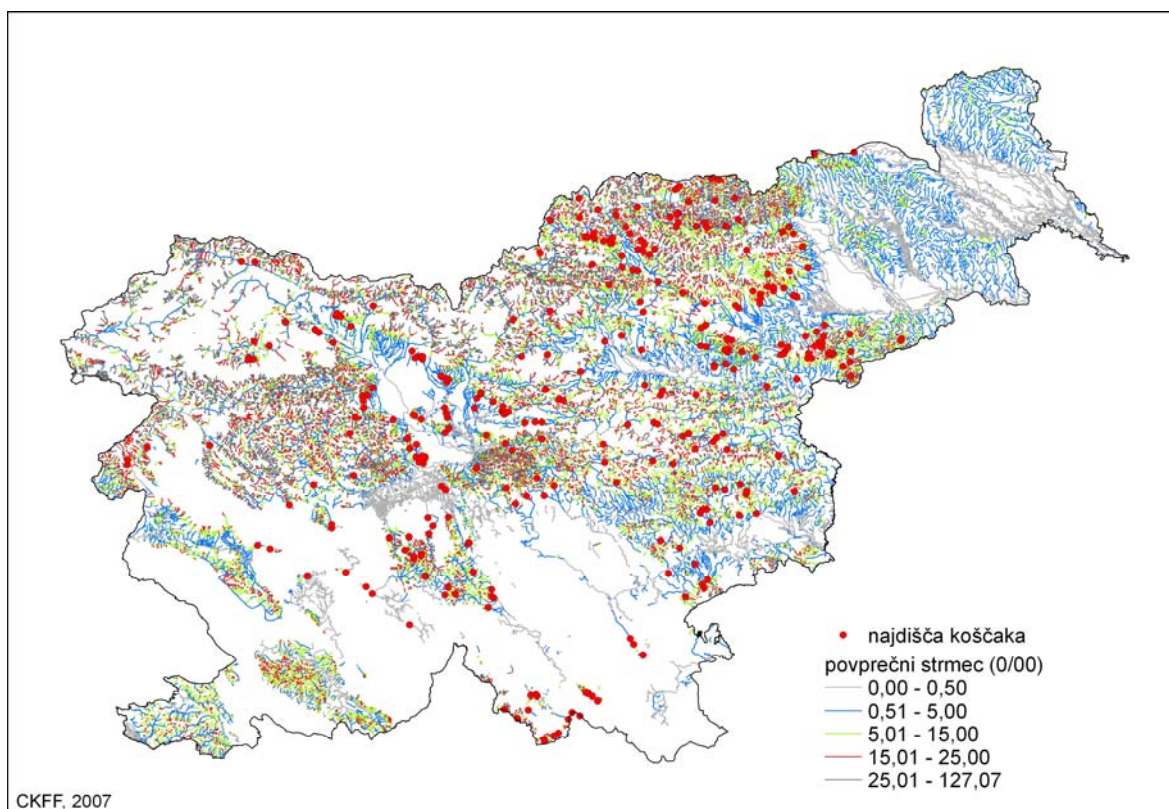 najdišča koščaka
povprečni strmec (0/00)
0,00 - 0,50
0,51 - 5,00
5,01 - 15,00
15,01 - 25,00
25,01 - 127,07
CKFF, 2007